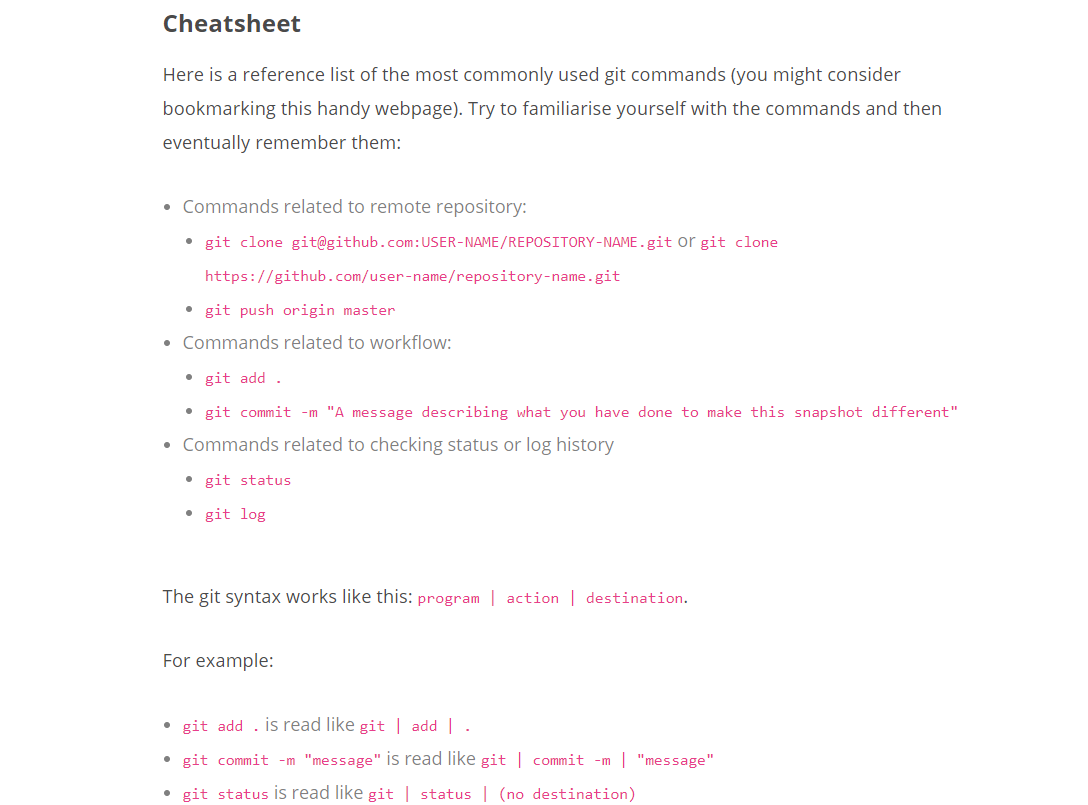 Cheatsheet
Here is a reference list of the most commonly used git commands (you might consider
bookmarking this handy webpage). Try to familiarise yourself with the commands and then
eventually remember them:
• Commands related to remote repository:
• git clone git@github.com:USER-NAME/REPOSITORY-NAME.git or git clone
https://github.com/user-name/repository-name.git
• git push origin master
• Commands related to workflow:
• git add .
• git commit -m "A message describing what you have done to make this snapshot different"
• Commands related to checking status or log history
• git status
• git log
The git syntax works like this: program | action | destination.
For example:
• git add . is read like git | add | .
• git commit -m "message" is read like git | commit -m | "message"
• git status is read like git | status | (no destination)